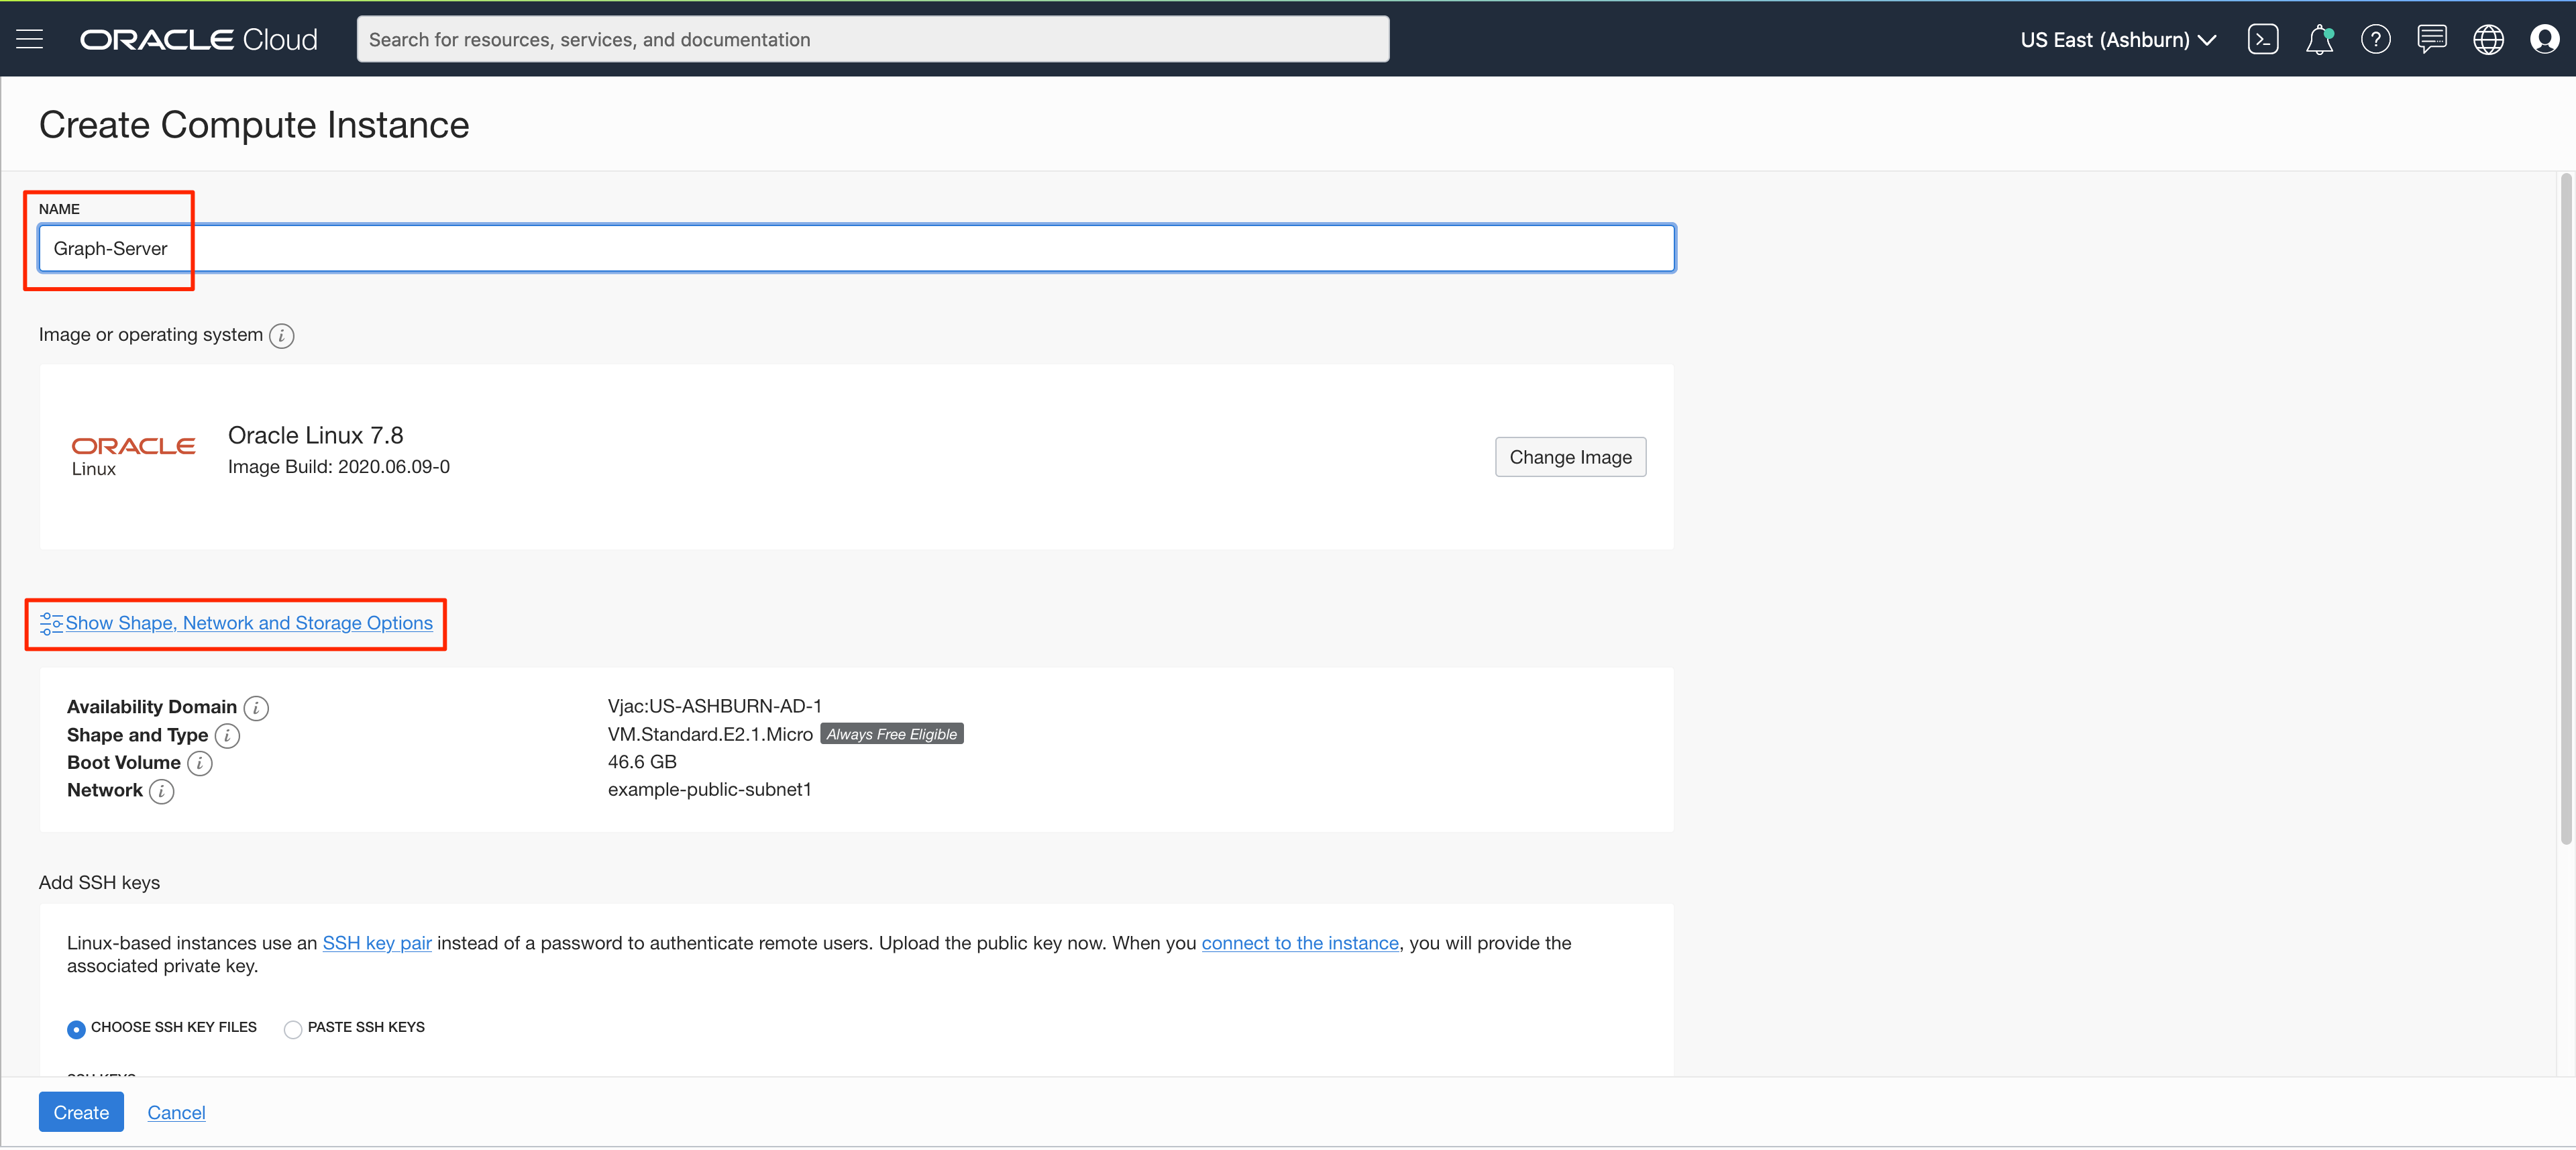 ORACLE Cloud
Search for resources, services, and documentation
US East (Ashburn)
Create Compute Instance
NAME
Graph-Server
Image or operating system i
ORACLE
Linux
Oracle Linux 7.8
Image Build: 2020.06.09-0
Change Image
Show Shape, Network and Storage Options
Availability Domain i Vjac:US-ASHBURN-AD-1
Shape and Type i VM.Standard.E2.1.Micro Always Free Eligible
Boot Volume i 46.6 GB
Network i example-public-subnet1
Add SSH keys
Linux-based instances use an SSH key pair instead of a password to authenticate remote users. Upload the public key now. When you connect to the instance, you will provide the
associated private key.
CHOOSE SSH KEY FILES PASTE SSH KEYS
SSH KEYS
Create Cancel